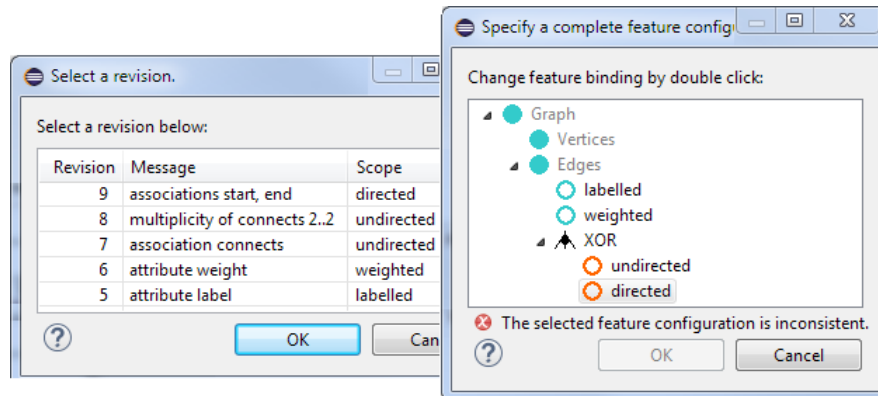 Select a revision.
Select a revision below:
Revision Message Scope
9 associations start, end directed
8 multiplicity of connects 2..2 undirected
7 association connects undirected
6 attribute weight weighted
5 attribute label labelled
? OK Can
Specify a complete feature config
Change feature binding by double click:
Graph
Vertices
Edges
labelled
weighted
XOR
undirected
directed
The selected feature configuration is inconsistent.
? OK Cancel